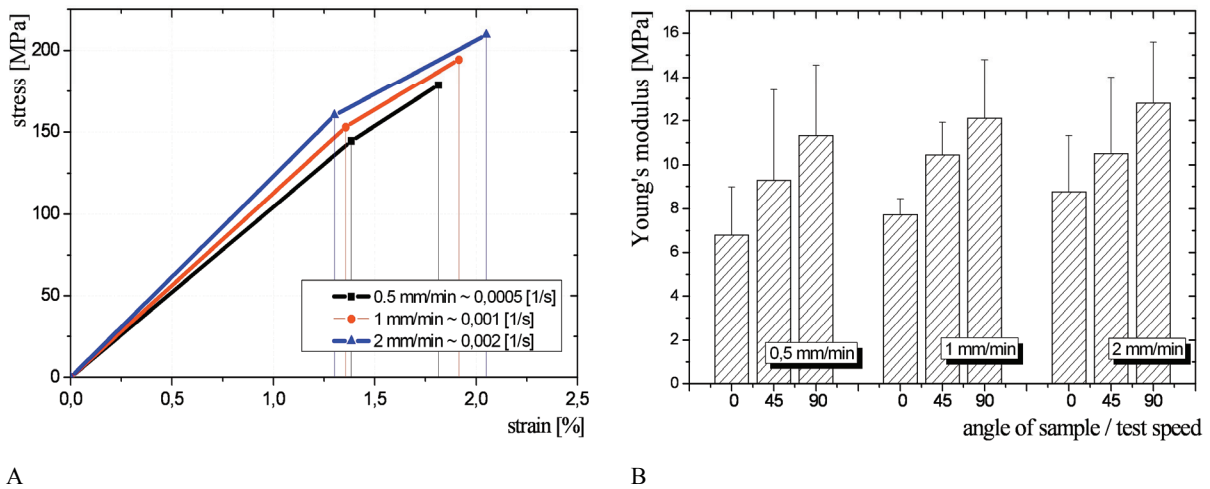 stress [MPa]
200
150
100
50
0
0.5 mm/min ~ 0,0005 [1/s]
1 mm/min ~ 0,001 [1/s]
2 mm/min ~ 0,002 [1/s]
0,0 0,5 1,0 1,5 2,0 2,5
strain [%]
A
Young's modulus [MPa]
16
14
12
10
8
6
4
2
0
0,5 mm/min
1 mm/min
2 mm/min
0 45 90 0 45 90 0 45 90
angle of sample / test speed
B